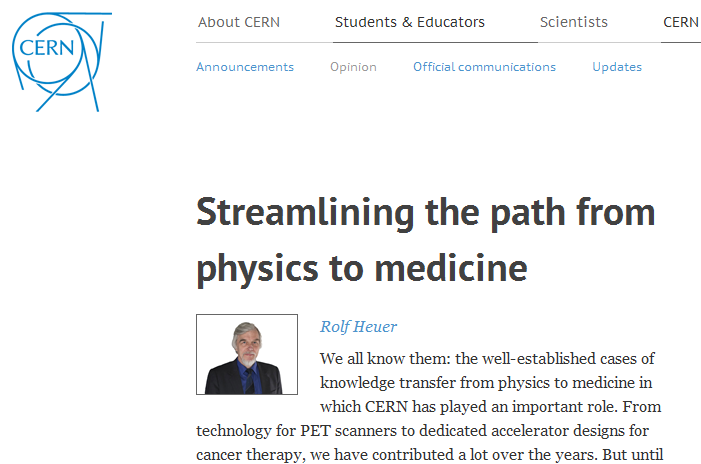 CERN
About CERN Students & Educators Scientists CERN
Announcements Opinion Official communications Updates
Streamlining the path from
physics to medicine
Rolf Heuer
We all know them: the well-established cases of
knowledge transfer from physics to medicine in
which CERN has played an important role. From
technology for PET scanners to dedicated accelerator designs for
cancer therapy, we have contributed a lot over the years. But until